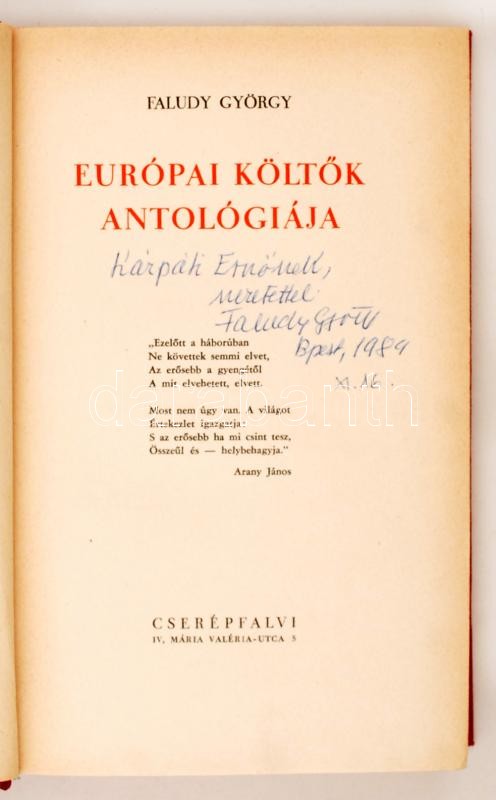 FALUDY GYÖRGY
EURÓPAI KÖLTŐK
ANTOLÓGIÁJA
Kárpáti Ernőnek,
szeretettel
Faludy György
Bpest, 1989
XI. 16.
„Ezelőtt a háborúban
Ne követtek semmi elvet,
Az erősebb a gyengétől
A mit elvehetett, elvett.
Most nem úgy van. A világot
Értekezlet igazgatja:
S az erősebb ha mi csint tesz,
Összeűl és — helybehagyja."
Arany János
CSERÉPFALVI
IV, MÁRIA VALÉRIA-UTCA 5
darabanth